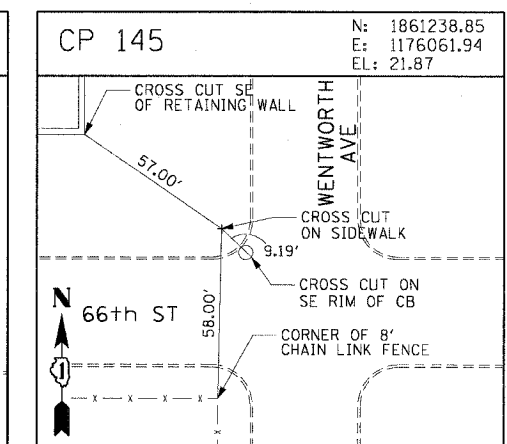 CP 145
N: 1861238.85
E: 1176061.94
EL: 21.87
CROSS CUT SE
OF RETAINING WALL
WENTWORTH
AVE
57.00'
CROSS CUT
ON SIDEWALK
9.19'
CROSS CUT ON
SE RIM OF CB
N
66th ST
58.00'
CORNER OF 8'
CHAIN LINK FENCE
1
x x x x
x